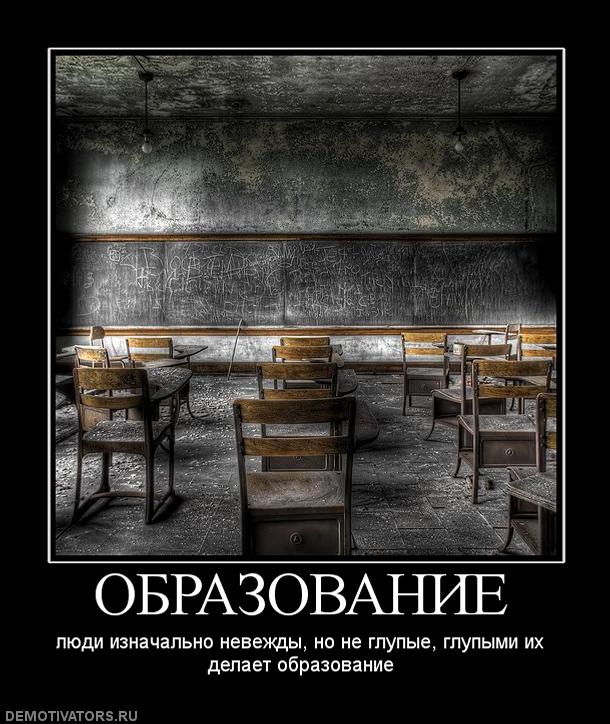 ОБРАЗОВАНИЕ
люди изначально невежды, но не глупые, глупыми их
делает образование
DEMOTIVATORS.RU